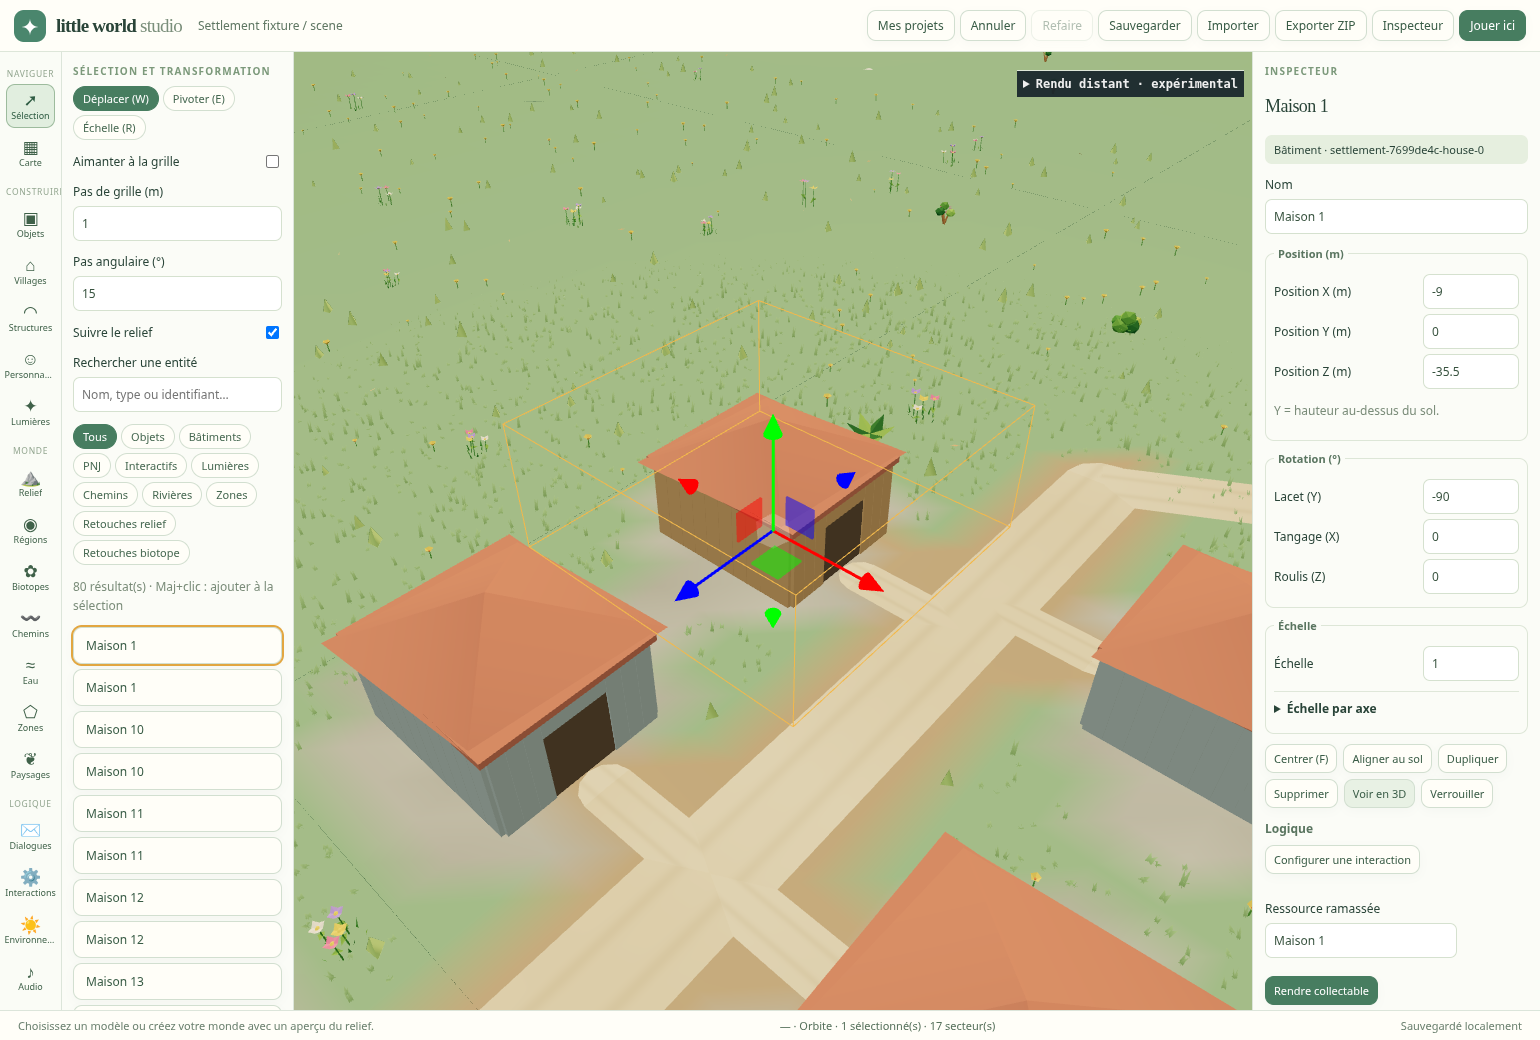 little world studio
Settlement fixture / scene
Mes projets
Annuler
Refaire
Sauvegarder
Importer
Exporter ZIP
Inspecteur
Jouer ici
NAVIGUER
Sélection
Carte
CONSTRUIR
Objets
Villages
Structures
Personna...
Lumières
MONDE
Relief
Régions
Biotopes
Chemins
Eau
Zones
Paysages
LOGIQUE
Dialogues
Interactions
Environne...
Audio
SÉLECTION ET TRANSFORMATION
Déplacer (W)
Pivoter (E)
Échelle (R)
Aimanter à la grille
Pas de grille (m)
1
Pas angulaire (°)
15
Suivre le relief
Rechercher une entité
Nom, type ou identifiant...
Tous
Objets
Bâtiments
PNJ
Interactifs
Lumières
Chemins
Rivières
Zones
Retouches relief
Retouches biotope
80 résultat(s) · Maj+clic : ajouter à la
sélection
Maison 1
Maison 1
Maison 10
Maison 10
Maison 11
Maison 11
Maison 12
Maison 12
Maison 13
Rendu distant · expérimental
INSPECTEUR
Maison 1
Bâtiment · settlement-7699de4c-house-0
Nom
Maison 1
Position (m)
Position X (m)
-9
Position Y (m)
0
Position Z (m)
-35.5
Y = hauteur au-dessus du sol.
Rotation (°)
Lacet (Y)
-90
Tangage (X)
0
Roulis (Z)
0
Échelle
Échelle
1
Échelle par axe
Centrer (F)
Aligner au sol
Dupliquer
Supprimer
Voir en 3D
Verrouiller
Logique
Configurer une interaction
Ressource ramassée
Maison 1
Rendre collectable
Choisissez un modèle ou créez votre monde avec un aperçu du relief.
— · Orbite · 1 sélectionné(s) · 17 secteur(s)
Sauvegardé localement